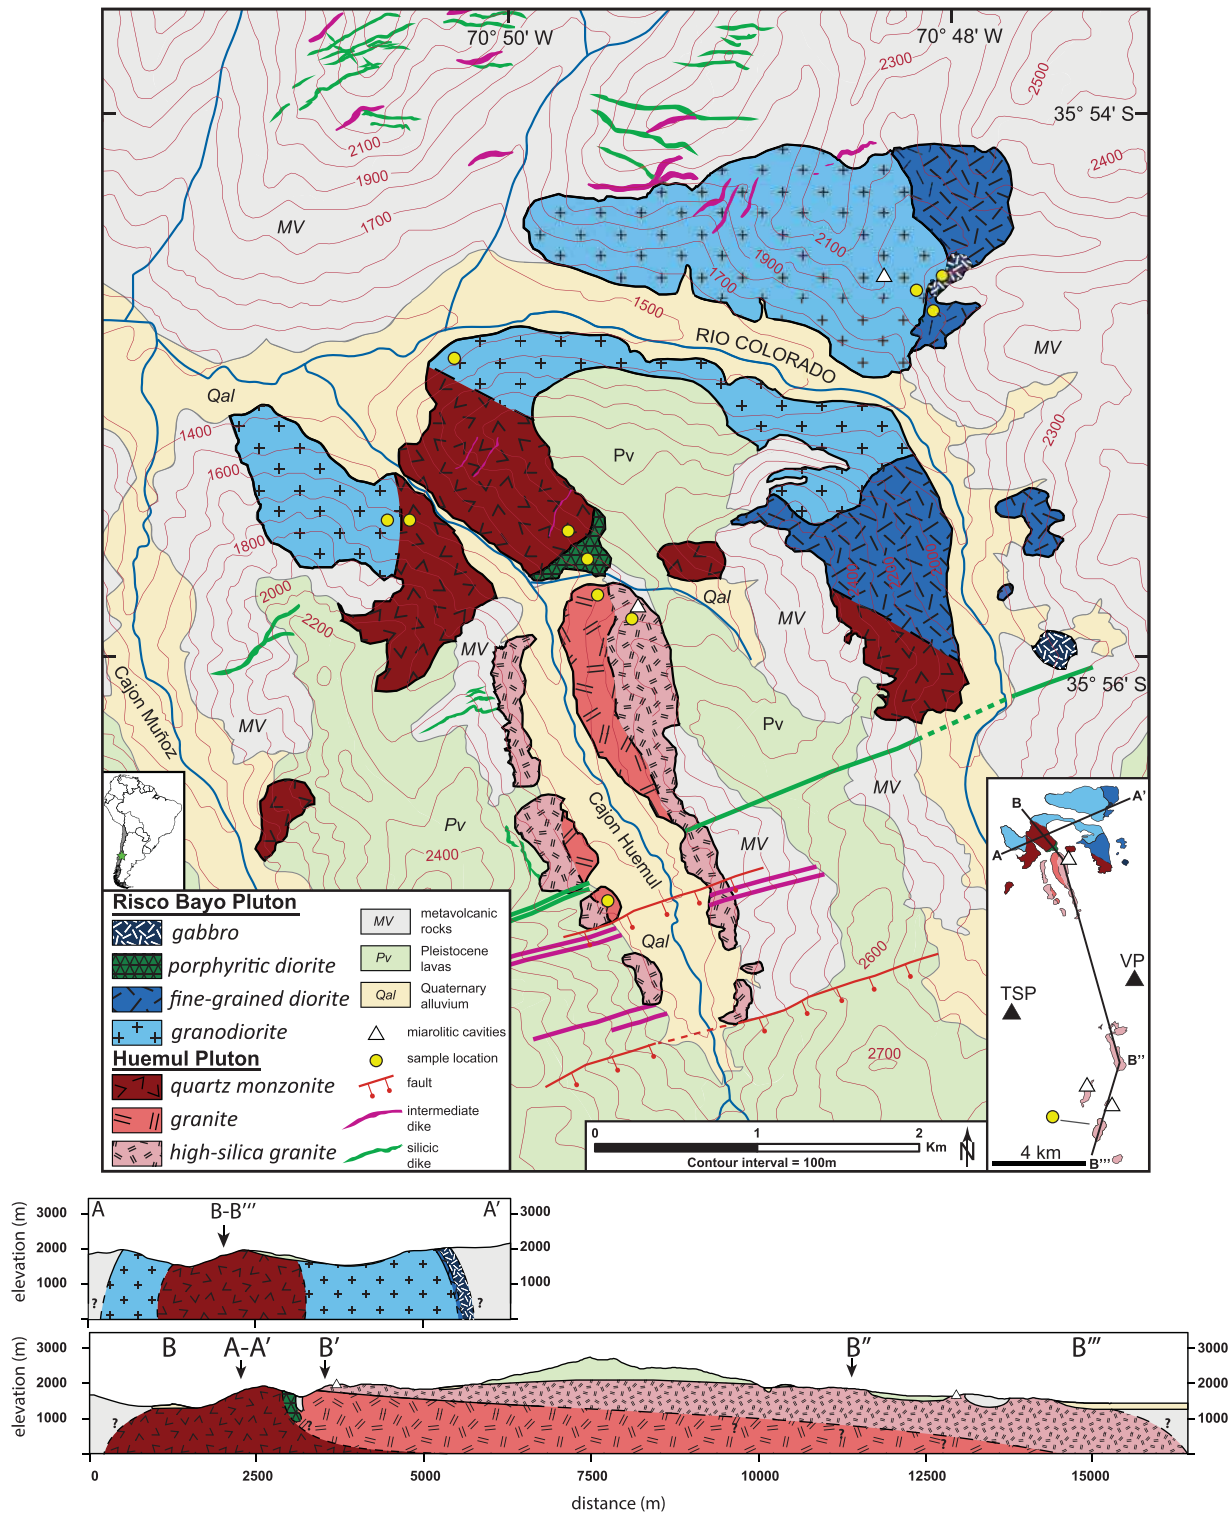 70° 50' W
70° 48' W
2300
2500
35° 54' S
2100
2400
1900
1700
MV
2100
1900
1700
1500
RIO COLORADO
MV
Qal
1400
2300
1600
Pv
1800
2000
2200
Qal
MV
MV
35° 56' S
Cajon Muñoz
MV
Pv
MV
Cajon Huemul
Pv
2400
MV
Qal
2600
2700
B
A'
A
VP
TSP
B''
B'''
4 km
Risco Bayo Pluton
gabbro
porphyritic diorite
fine-grained diorite
granodiorite
Huemul Pluton
quartz monzonite
granite
high-silica granite
MV metavolcanic
rocks
Pv Pleistocene
lavas
Qal Quaternary
alluvium
miarolitic cavities
sample location
fault
intermediate
dike
silicic
dike
0 1 2 Km
Contour interval = 100m
N
A B-B''' A'
3000 3000
2000 2000
1000 1000
elevation (m)
? ?
B A-A' B' B'' B'''
3000 3000
2000 2000
1000 1000
elevation (m)
? ? ? ? ? ?
0 2500 5000 7500 10000 12500 15000
distance (m)